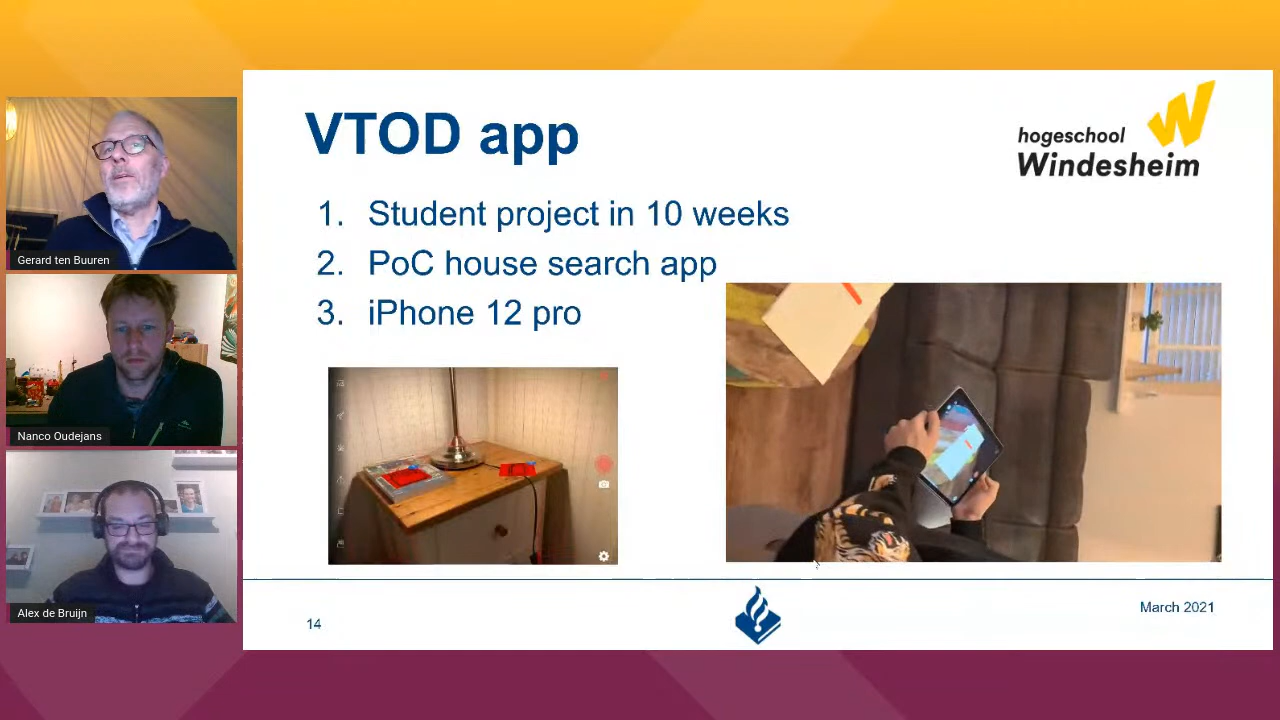 VTOD app
hogeschool
Windesheim
1. Student project in 10 weeks
2. PoC house search app
3. iPhone 12 pro
Gerard ten Buuren
Nanco Oudejans
Alex de Bruijn
14
March 2021